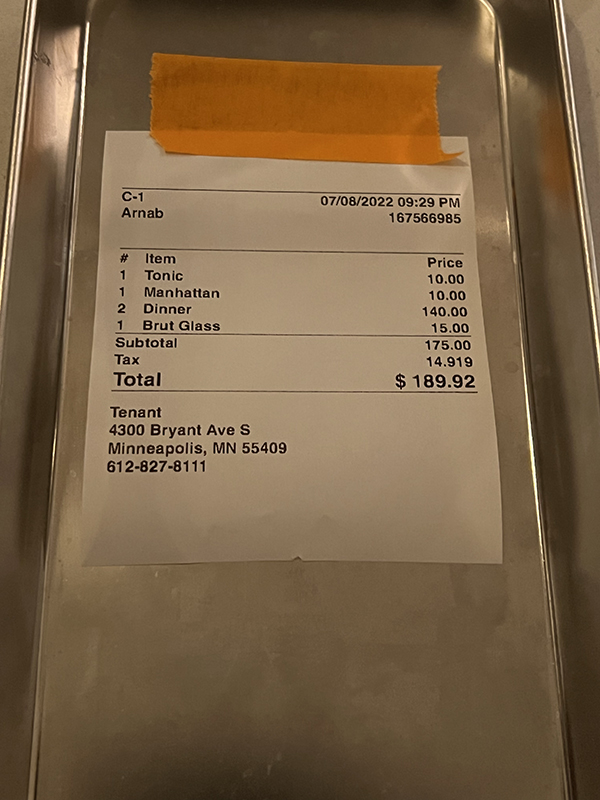 C-1 07/08/2022 09:29 PM
Arnab 167566985
# Item Price
1 Tonic 10.00
1 Manhattan 10.00
2 Dinner 140.00
1 Brut Glass 15.00
Subtotal 175.00
Tax 14.919
Total $ 189.92
Tenant
4300 Bryant Ave S
Minneapolis, MN 55409
612-827-8111